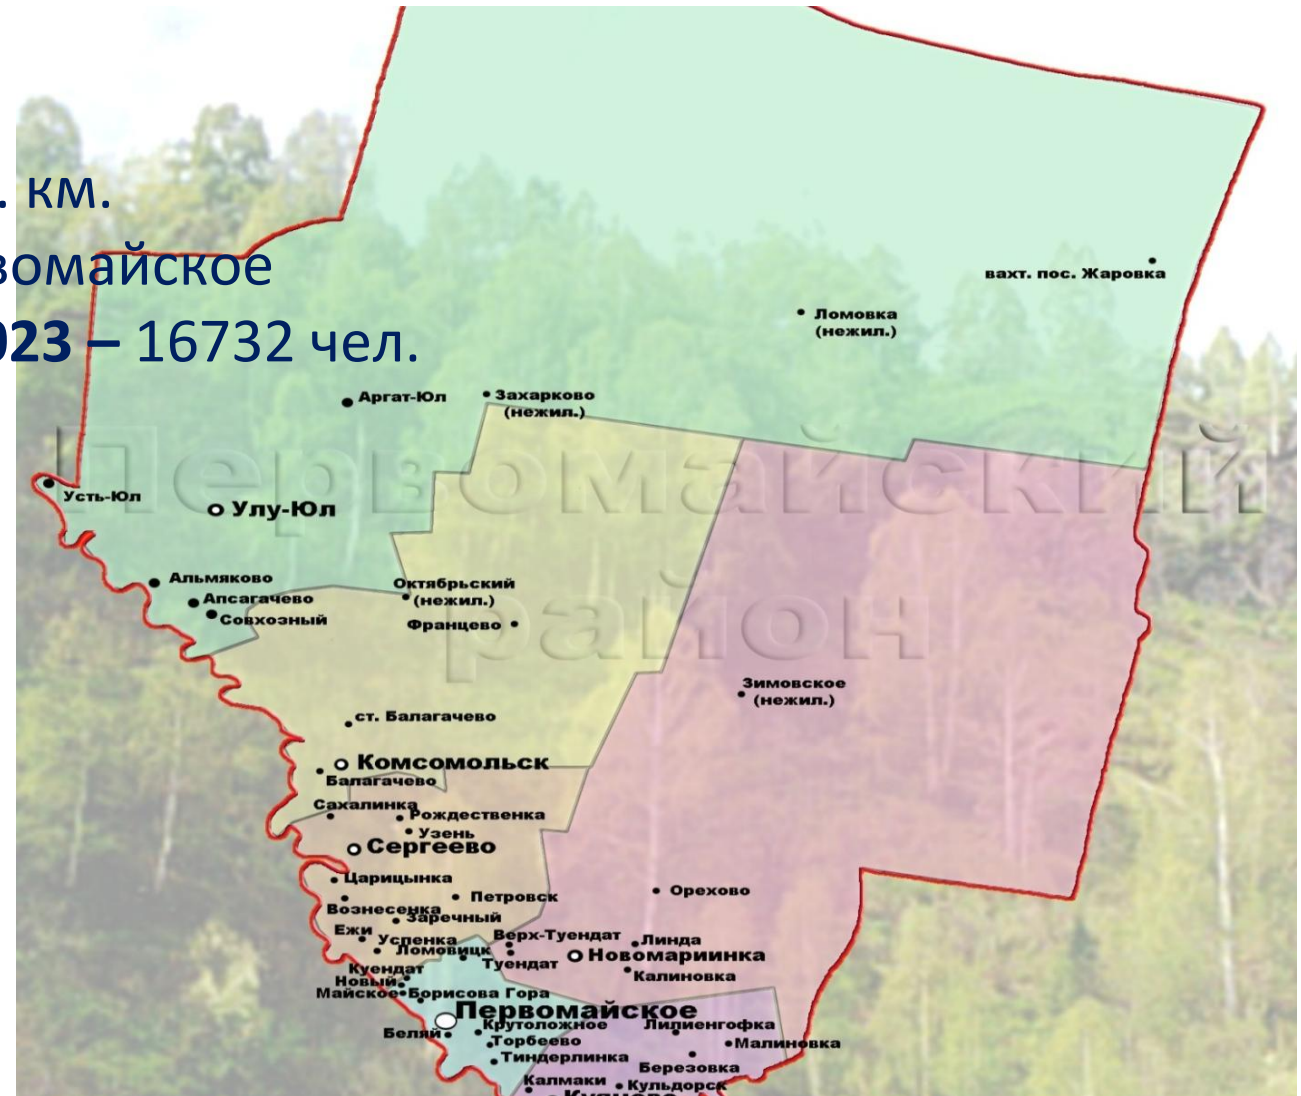 . км.
вомайское
023 – 16732 чел.
вахт. пос. Жаровка
Ломовка
(нежил.)
Аргат-Юл
Захарково
(нежил.)
Первомайский
район
Усть-Юл
Улу-Юл
Альмяково
Апсагачево
Совхозный
Октябрьский
(нежил.)
Францево
Зимовское
(нежил.)
ст. Балагачево
Комсомольск
Балагачево
Сахалинка
Рождественка
Узень
Сергеево
Царицынка
Петровск
Орехово
Вознесенка
Заречный
Ежи
Успенка
Верх-Туендат
Линда
Ломовицк
Новомариинка
Туендат
Куендат
Калиновка
Новый
Майское
Борисова Гора
Первомайское
Беляй
Крутоложное
Лилиенгофка
Торбеево
Малиновка
Тиндерлинка
Березовка
Калмаки
Кульдорск